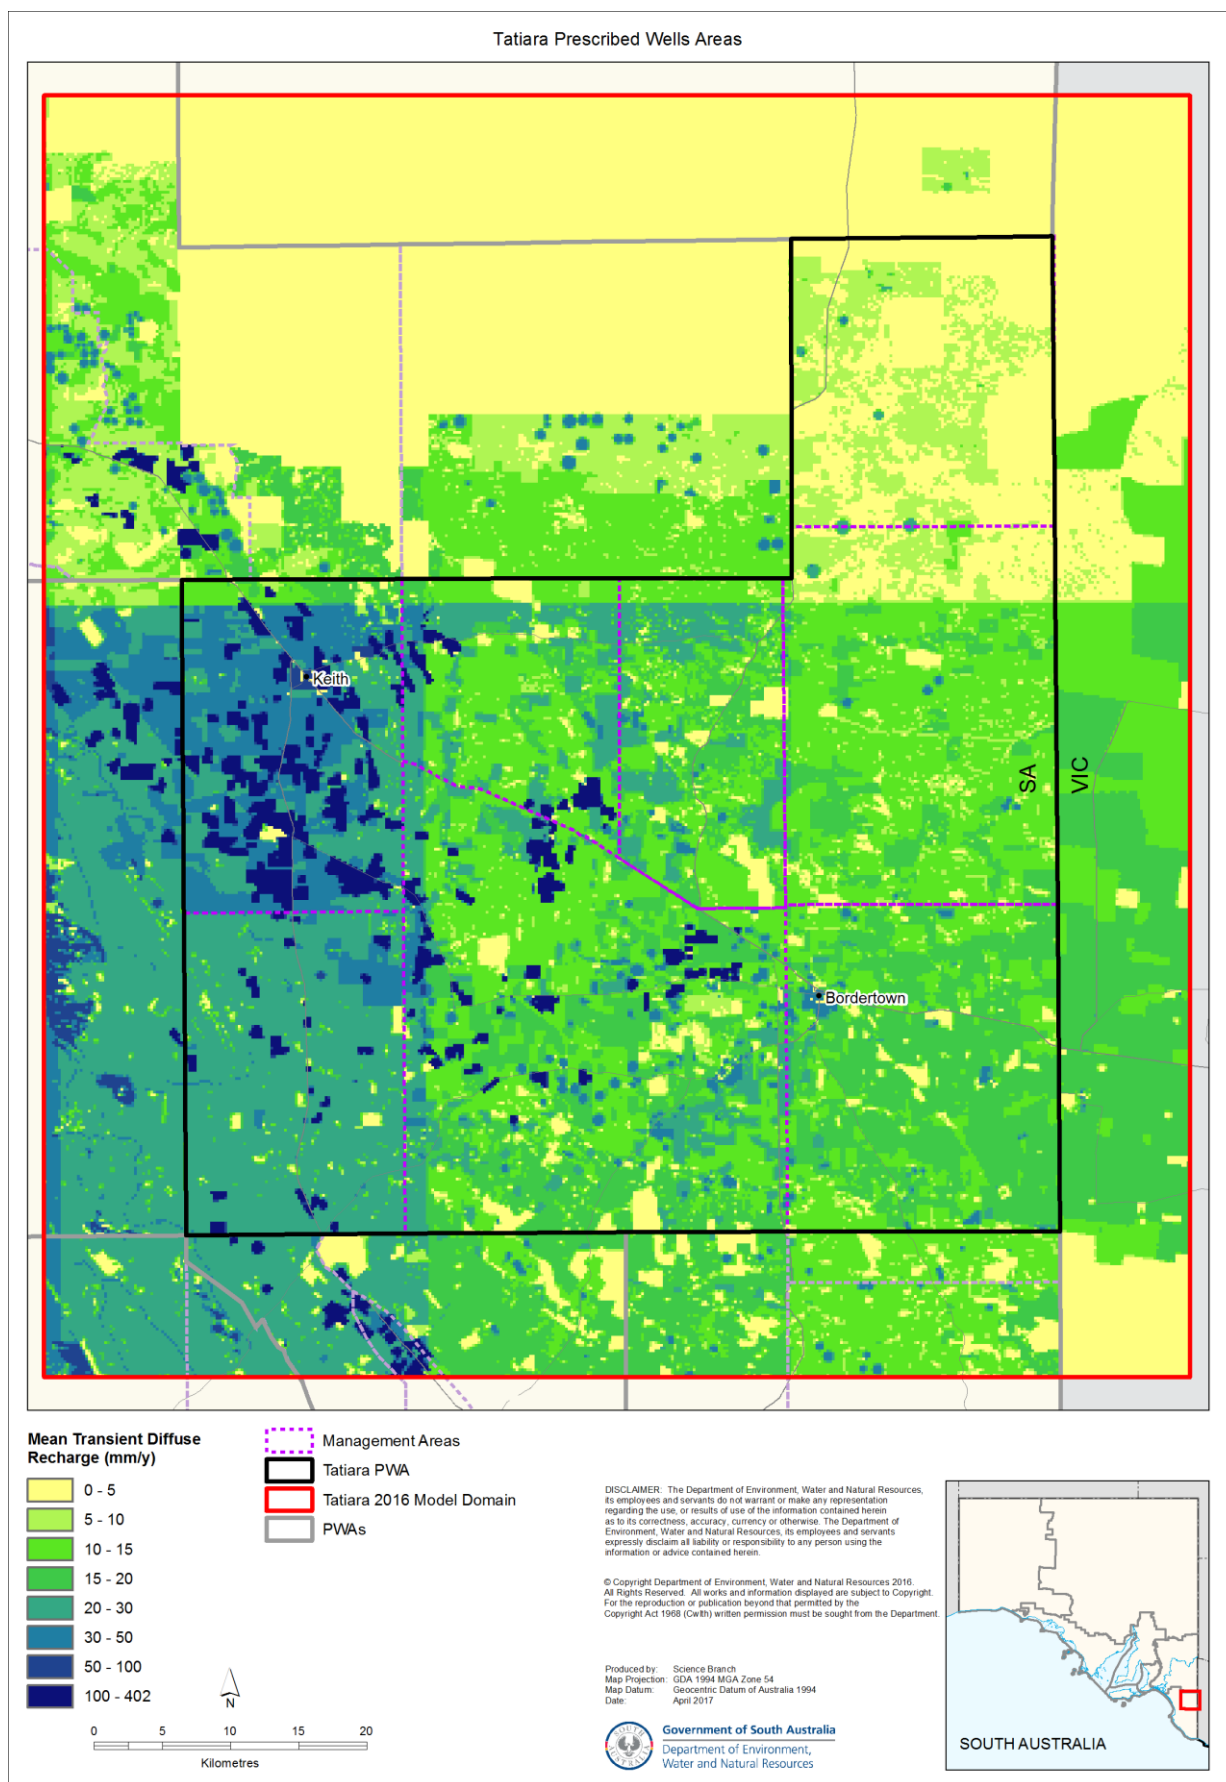 Tatiara Prescribed Wells Areas
Keith
SA
VIC
Bordertown
Mean Transient Diffuse
Recharge (mm/y)
0 - 5
5 - 10
10 - 15
15 - 20
20 - 30
30 - 50
50 - 100
100 - 402
Management Areas
Tatiara PWA
Tatiara 2016 Model Domain
PWAs
N
0 5 10 15 20
Kilometres
DISCLAIMER: The Department of Environment, Water and Natural Resources,
its employees and servants do not warrant or make any representation
regarding the use, or results of use of the information contained herein
as to its correctness, accuracy, currency or otherwise. The Department of
Environment, Water and Natural Resources, its employees and servants
expressly disclaim all liability or responsibility to any person using the
information or advice contained herein.
© Copyright Department of Environment, Water and Natural Resources 2016.
All Rights Reserved. All works and information displayed are subject to Copyright.
For the reproduction or publication beyond that permitted by the
Copyright Act 1968 (Cwlth) written permission must be sought from the Department.
Produced by: Science Branch
Map Projection: GDA 1994 MGA Zone 54
Map Datum: Geocentric Datum of Australia 1994
Date: April 2017
SOUTH AUSTRALIA
Government of South Australia
Department of Environment,
Water and Natural Resources
SOUTH AUSTRALIA